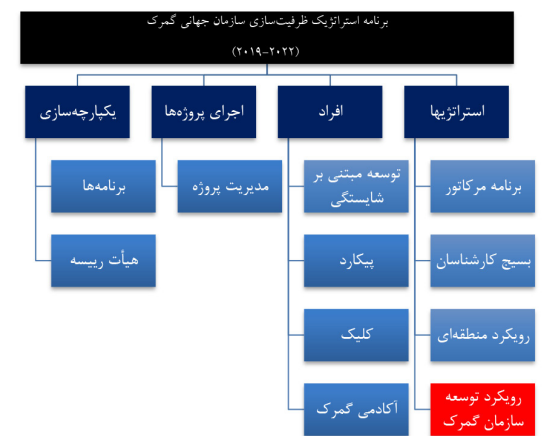 برنامه استراتژیک ظرفیت‌سازی سازمان جهانی گمرک
(۲۰۱۹-۲۰۲۲)
استراتژیها
برنامه مرکاتور
بسیج کارشناسان
رویکرد منطقه‌ای
رویکرد توسعه
سازمان گمرک
افراد
توسعه مبتنی بر
شایستگی
پیکارد
کلیک
آکادمی گمرک
اجرای پروژه‌ها
مدیریت پروژه
یکپارچه‌سازی
برنامه‌ها
هیأت رییسه